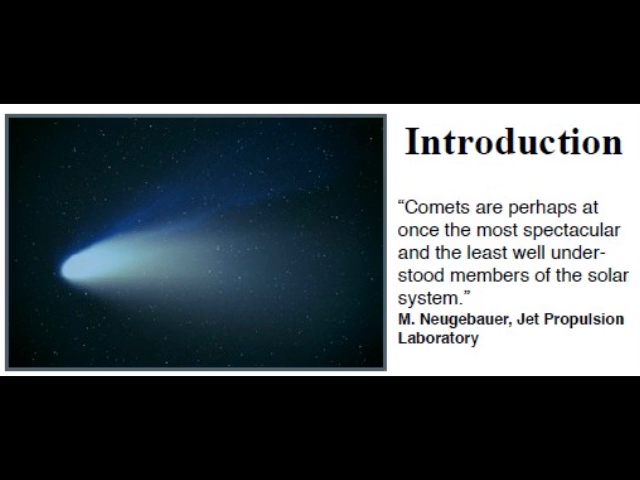 Introduction
“Comets are perhaps at
once the most spectacular
and the least well under-
stood members of the solar
system.”
M. Neugebauer, Jet Propulsion
Laboratory